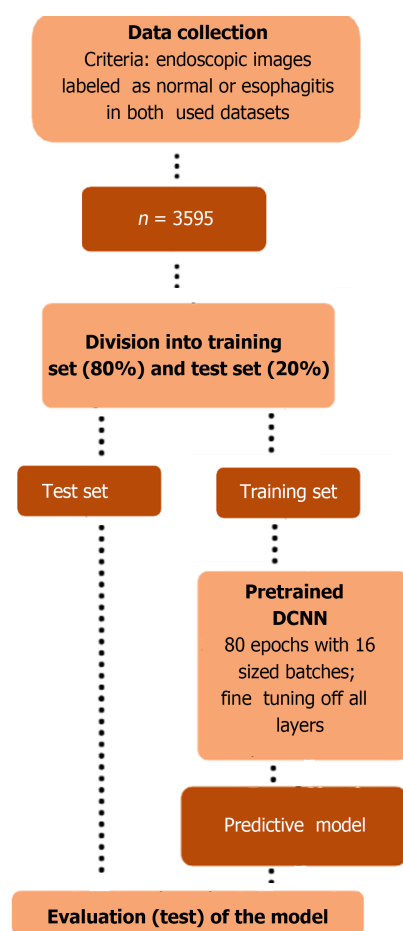 Data collection
Criteria: endoscopic images
labeled as normal or esophagitis
in both used datasets
n = 3595
Division into training
set (80%) and test set (20%)
Test set
Training set
Pretrained
DCNN
80 epochs with 16
sized batches;
fine tuning off all
layers
Predictive model
Evaluation (test) of the model